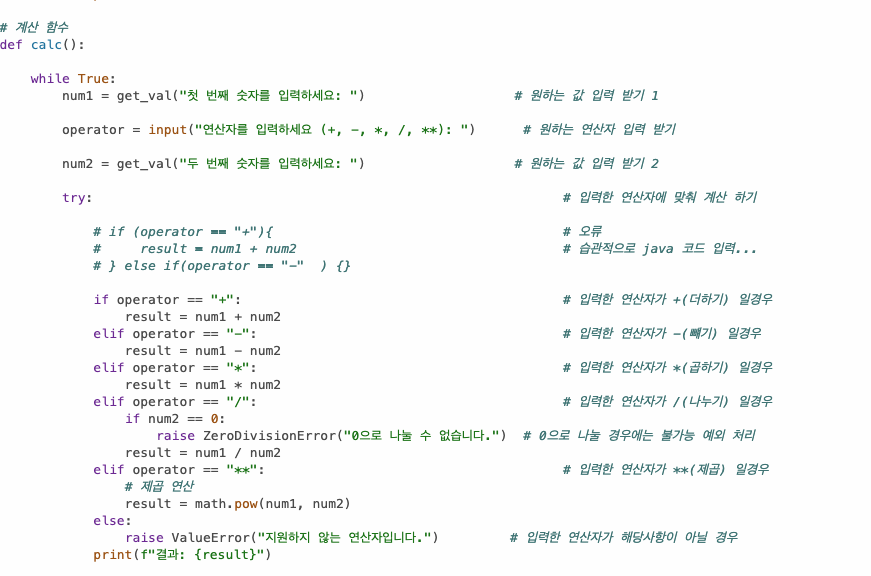 # 계산 함수
def calc():
    while True:
        num1 = get_val("첫 번째 숫자를 입력하세요: ")                   # 원하는 값 입력 받기 1
        operator = input("연산자를 입력하세요 (+, -, *, /, **): ")      # 원하는 연산자 입력 받기
        num2 = get_val("두 번째 숫자를 입력하세요: ")                   # 원하는 값 입력 받기 2
        try:                                                            # 입력한 연산자에 맞춰 계산 하기
            # if (operator == "+"){                                     # 오류
            #     result = num1 + num2                                  # 습관적으로 java 코드 입력...
            # } else if(operator == "-"  ) {}
            if operator == "+":                                         # 입력한 연산자가 +(더하기) 일경우
                result = num1 + num2
            elif operator == "-":                                       # 입력한 연산자가 -(빼기) 일경우
                result = num1 - num2
            elif operator == "*":                                       # 입력한 연산자가 *(곱하기) 일경우
                result = num1 * num2
            elif operator == "/":                                       # 입력한 연산자가 /(나누기) 일경우
                if num2 == 0:
                    raise ZeroDivisionError("0으로 나눌 수 없습니다.")  # 0으로 나눌 경우에는 불가능 예외 처리
                result = num1 / num2
            elif operator == "**":                                      # 입력한 연산자가 **(제곱) 일경우
                # 제곱 연산
                result = math.pow(num1, num2)
            else:
                raise ValueError("지원하지 않는 연산자입니다.")         # 입력한 연산자가 해당사항이 아닐 경우
            print(f"결과: {result}")